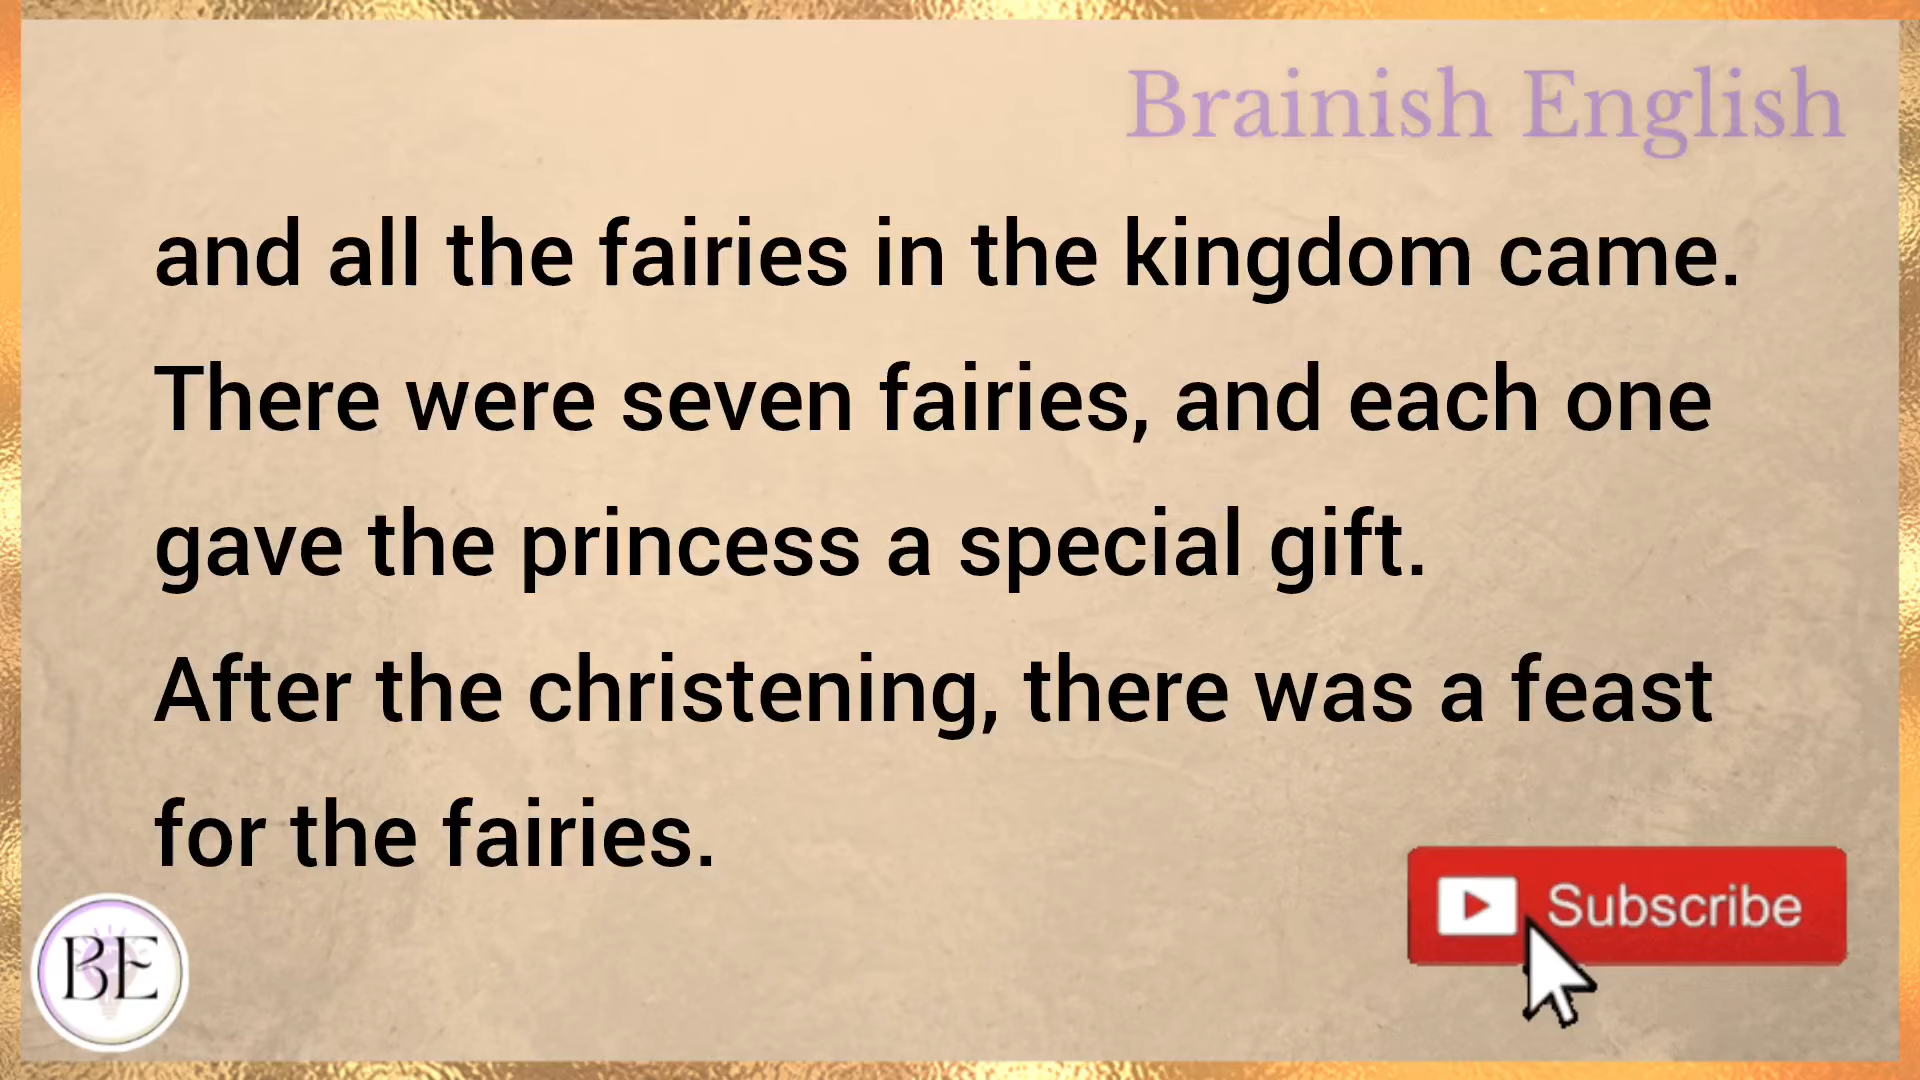 Brainish English
and all the fairies in the kingdom came.
There were seven fairies, and each one
gave the princess a special gift.
After the christening, there was a feast
for the fairies.
Subscribe
BE